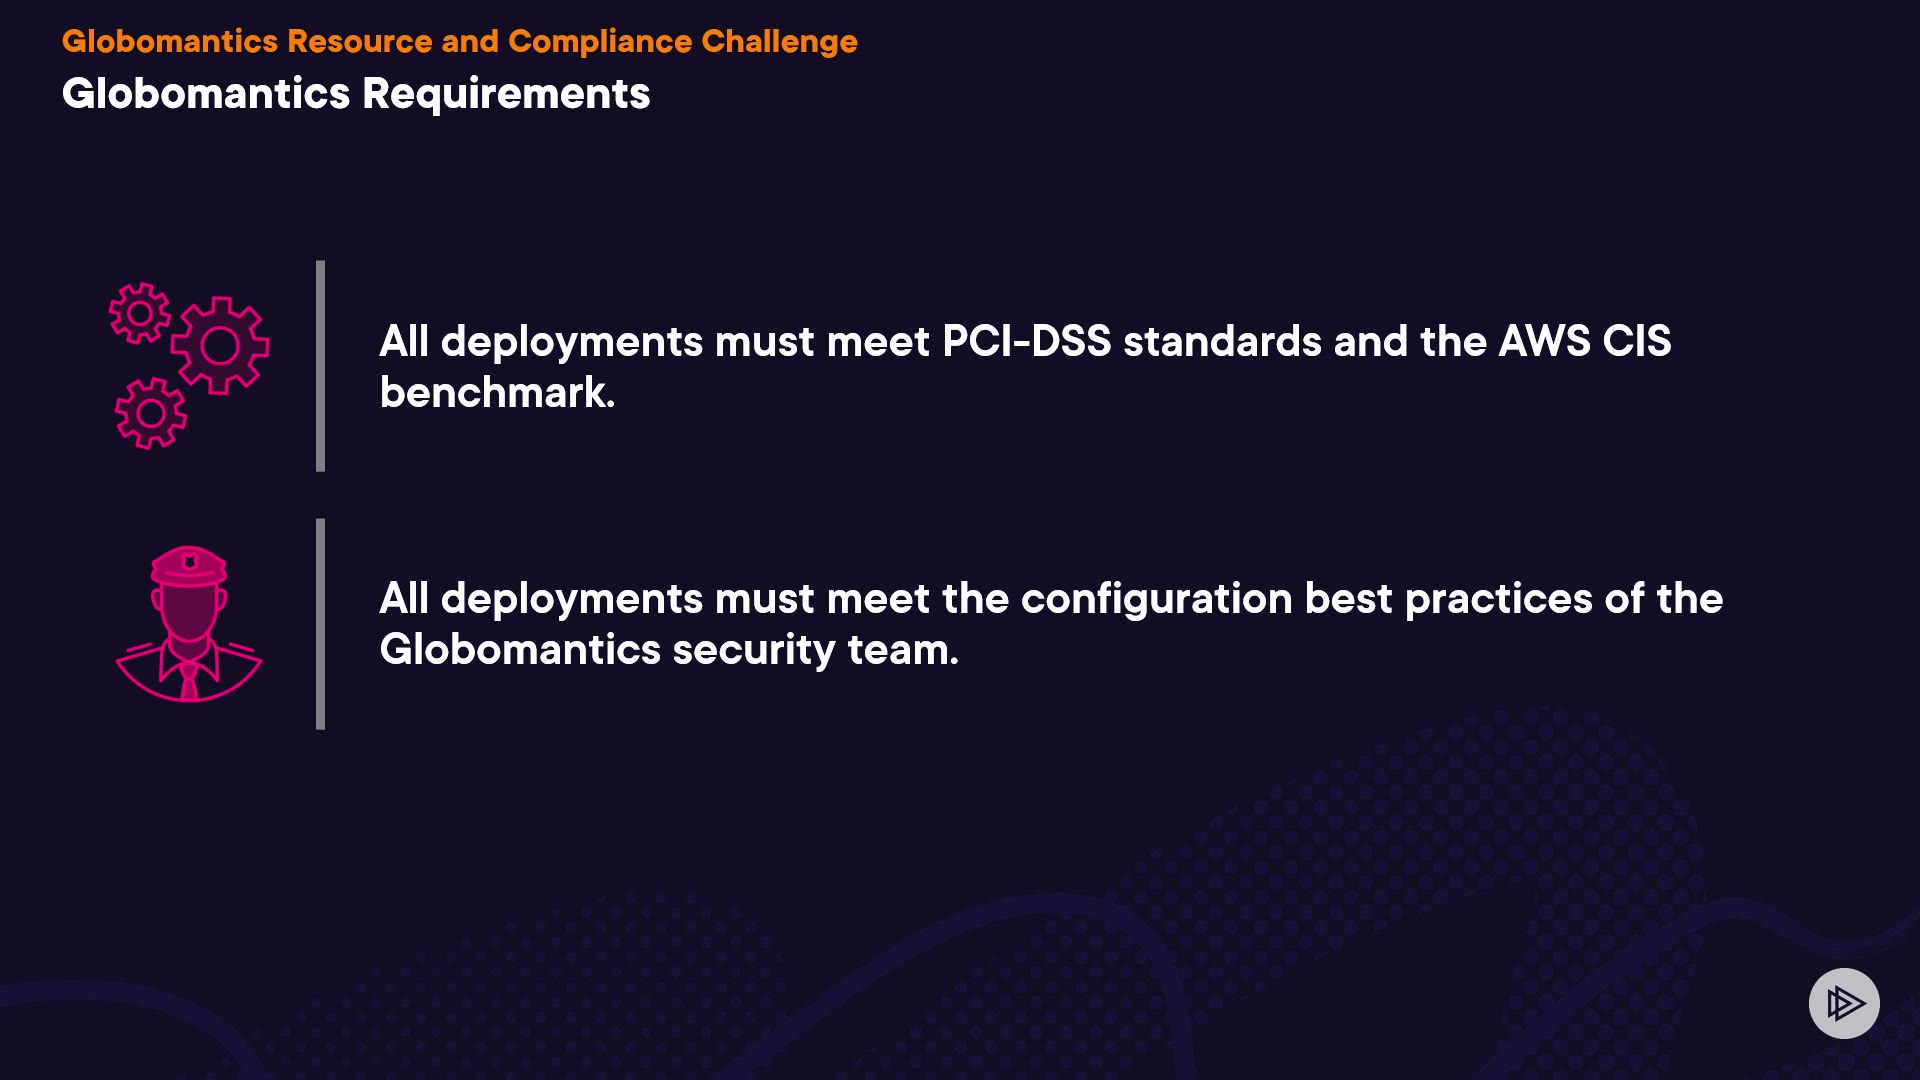 Globomantics Resource and Compliance Challenge
Globomantics Requirements
All deployments must meet PCI-DSS standards and the AWS CIS
benchmark.
All deployments must meet the configuration best practices of the
Globomantics security team.